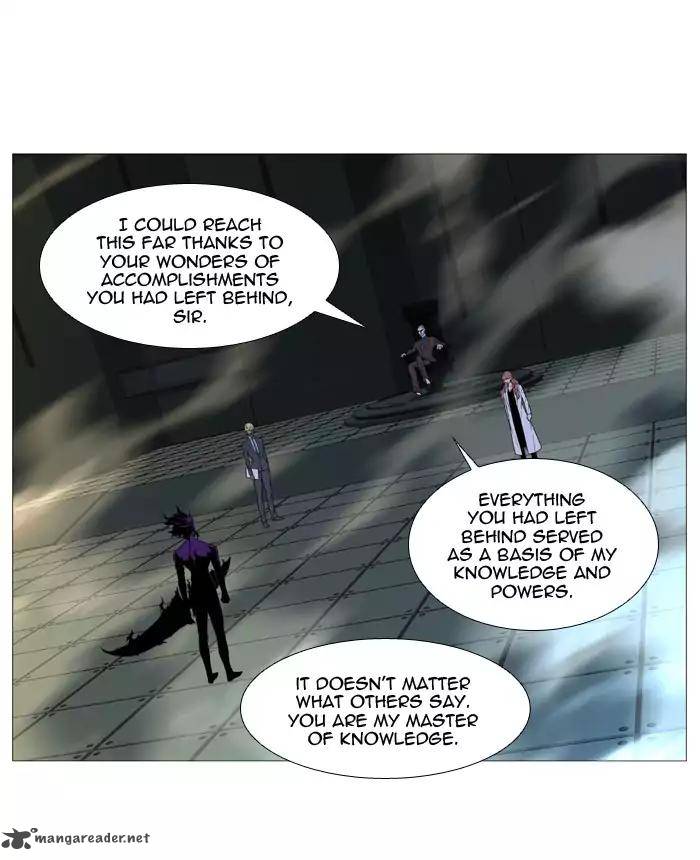 I COULD REACH
THIS FAR THANKS TO
YOUR WONDERS OF
ACCOMPLISHMENTS
YOU HAD LEFT BEHIND,
SIR.
EVERYTHING
YOU HAD LEFT
BEHIND SERVED
AS A BASIS OF MY
KNOWLEDGE AND
POWERS.
IT DOESN'T MATTER
WHAT OTHERS SAY.
YOU ARE MY MASTER
OF KNOWLEDGE.
mangareader.net